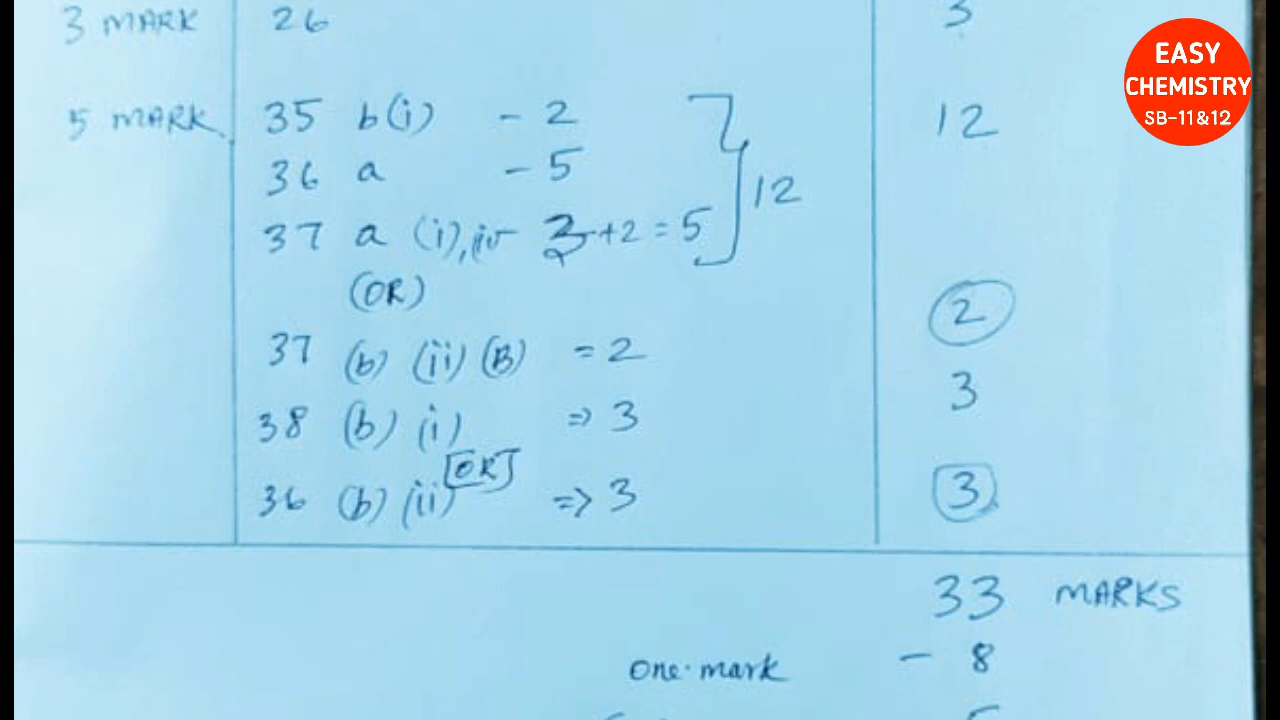 3 MARK 26 3
EASY
CHEMISTRY
SB-11&12
5 MARK 35 b(i) - 2 12
36 a - 5 12
37 a (i), +2 = 5
(OR)
2
37 (b) (ii) (B) = 2
3
38 (b) (i) => 3
[OR]
36 (b) (ii) => 3 3
33 MARKS
one mark - 8